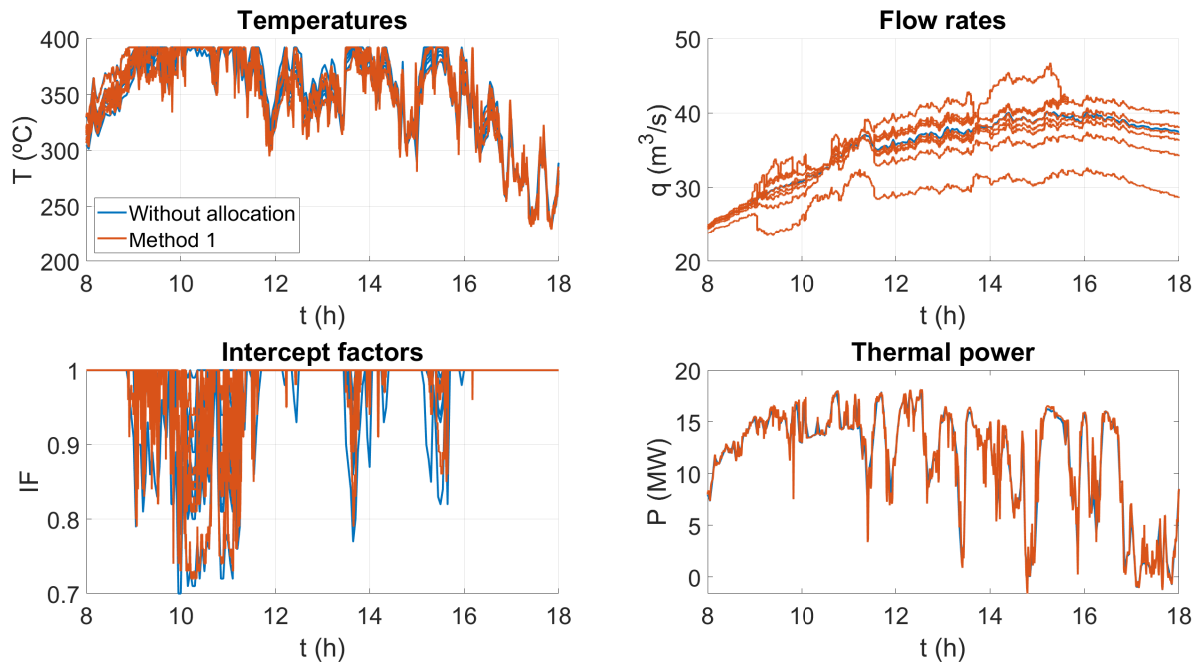 Temperatures
400
350
300
250
200
T (ºC)
Without allocation
Method 1
8 10 12 14 16 18
t (h)
Flow rates
50
40
30
20
q (m³/s)
8 10 12 14 16 18
t (h)
Intercept factors
1
0.9
0.8
0.7
IF
8 10 12 14 16 18
t (h)
Thermal power
20
15
10
5
0
P (MW)
8 10 12 14 16 18
t (h)